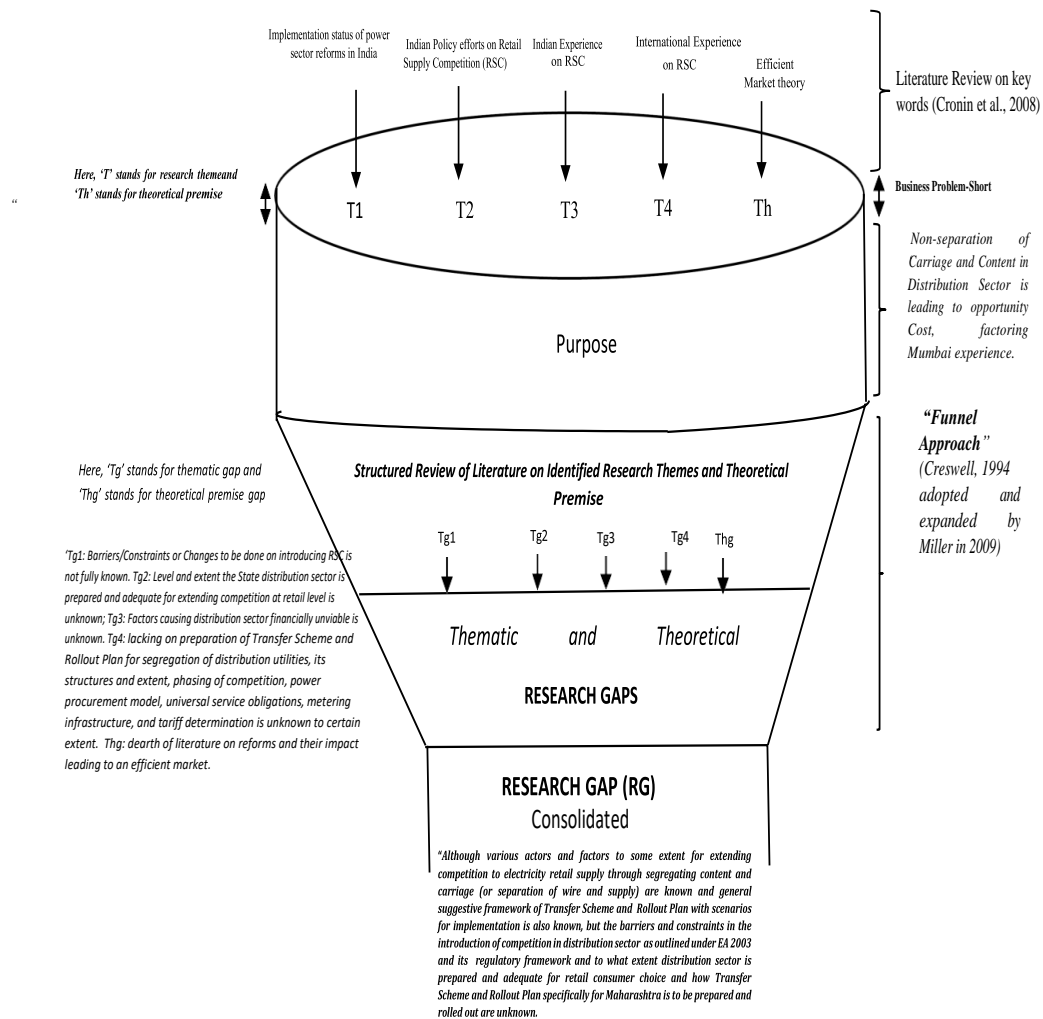 Implementation status of power
sector reforms in India
Indian Policy efforts on Retail
Supply Competition (RSC)
Indian Experience
on RSC
International Experience
on RSC
Efficient
Market theory
Literature Review on key
words (Cronin et al., 2008)
Here, ‘T’ stands for research themeand
‘Th’ stands for theoretical premise
“
T1
T2
T3
T4
Th
Business Problem-Short
Non-separation of
Carriage and Content in
Distribution Sector is
leading to opportunity
Cost, factoring
Mumbai experience.
Purpose
“Funnel
Approach”
(Creswell, 1994
adopted and
expanded by
Miller in 2009)
Here, ‘Tg’ stands for thematic gap and
‘Thg’ stands for theoretical premise gap
Structured Review of Literature on Identified Research Themes and Theoretical
Premise
Tg1
Tg2
Tg3
Tg4
Thg
‘Tg1: Barriers/Constraints or Changes to be done on introducing RSC is
not fully known. Tg2: Level and extent the State distribution sector is
prepared and adequate for extending competition at retail level is
unknown; Tg3: Factors causing distribution sector financially unviable is
unknown. Tg4: lacking on preparation of Transfer Scheme and
Rollout Plan for segregation of distribution utilities, its
structures and extent, phasing of competition, power
procurement model, universal service obligations, metering
infrastructure, and tariff determination is unknown to certain
extent. Thg: dearth of literature on reforms and their impact
leading to an efficient market.
Thematic and Theoretical
RESEARCH GAPS
RESEARCH GAP (RG)
Consolidated
“Although various actors and factors to some extent for extending
competition to electricity retail supply through segregating content and
carriage (or separation of wire and supply) are known and general
suggestive framework of Transfer Scheme and Rollout Plan with scenarios
for implementation is also known, but the barriers and constraints in the
introduction of competition in distribution sector as outlined under EA 2003
and its regulatory framework and to what extent distribution sector is
prepared and adequate for retail consumer choice and how Transfer
Scheme and Rollout Plan specifically for Maharashtra is to be prepared and
rolled out are unknown.